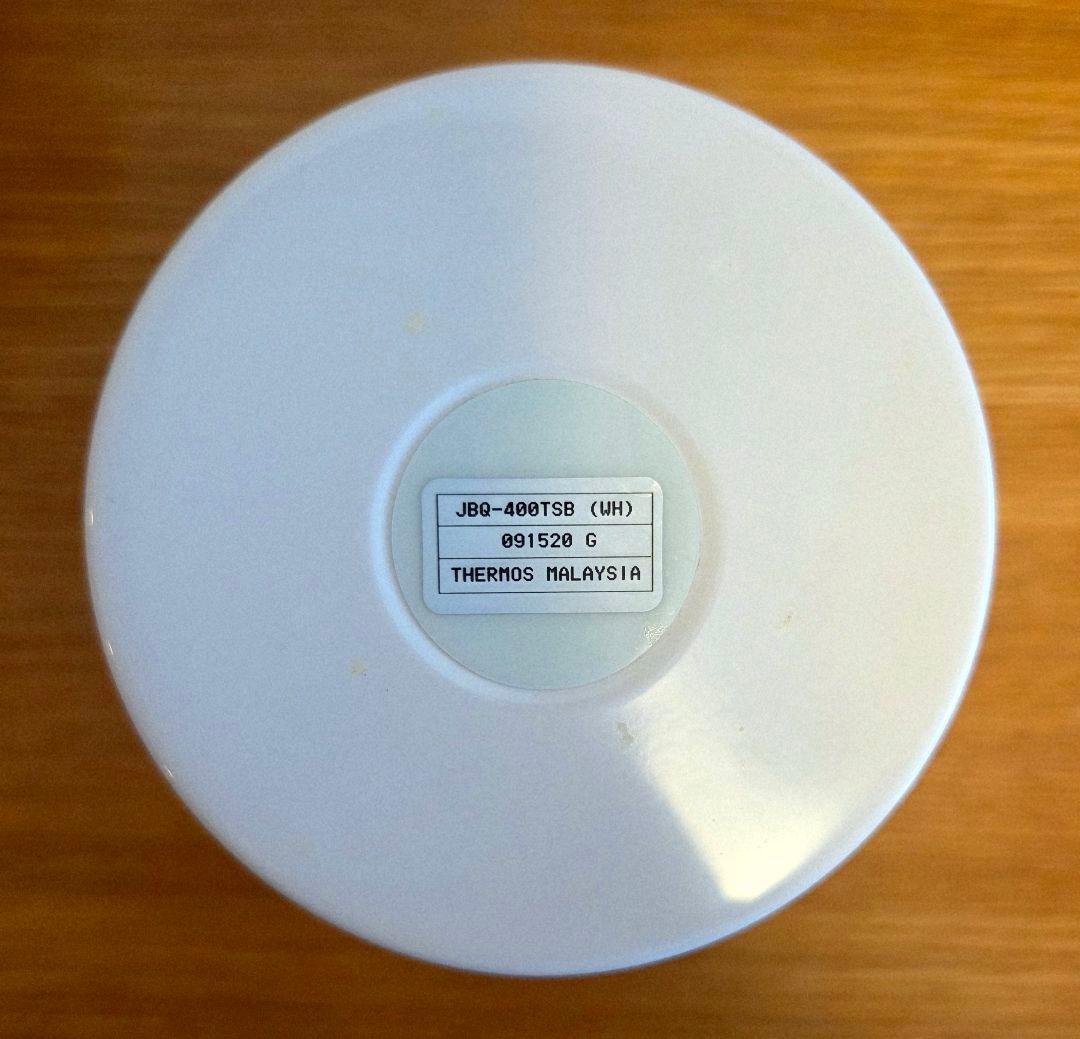 JBQ-400TSB (WH)
091520 G
THERMOS MALAYSIA